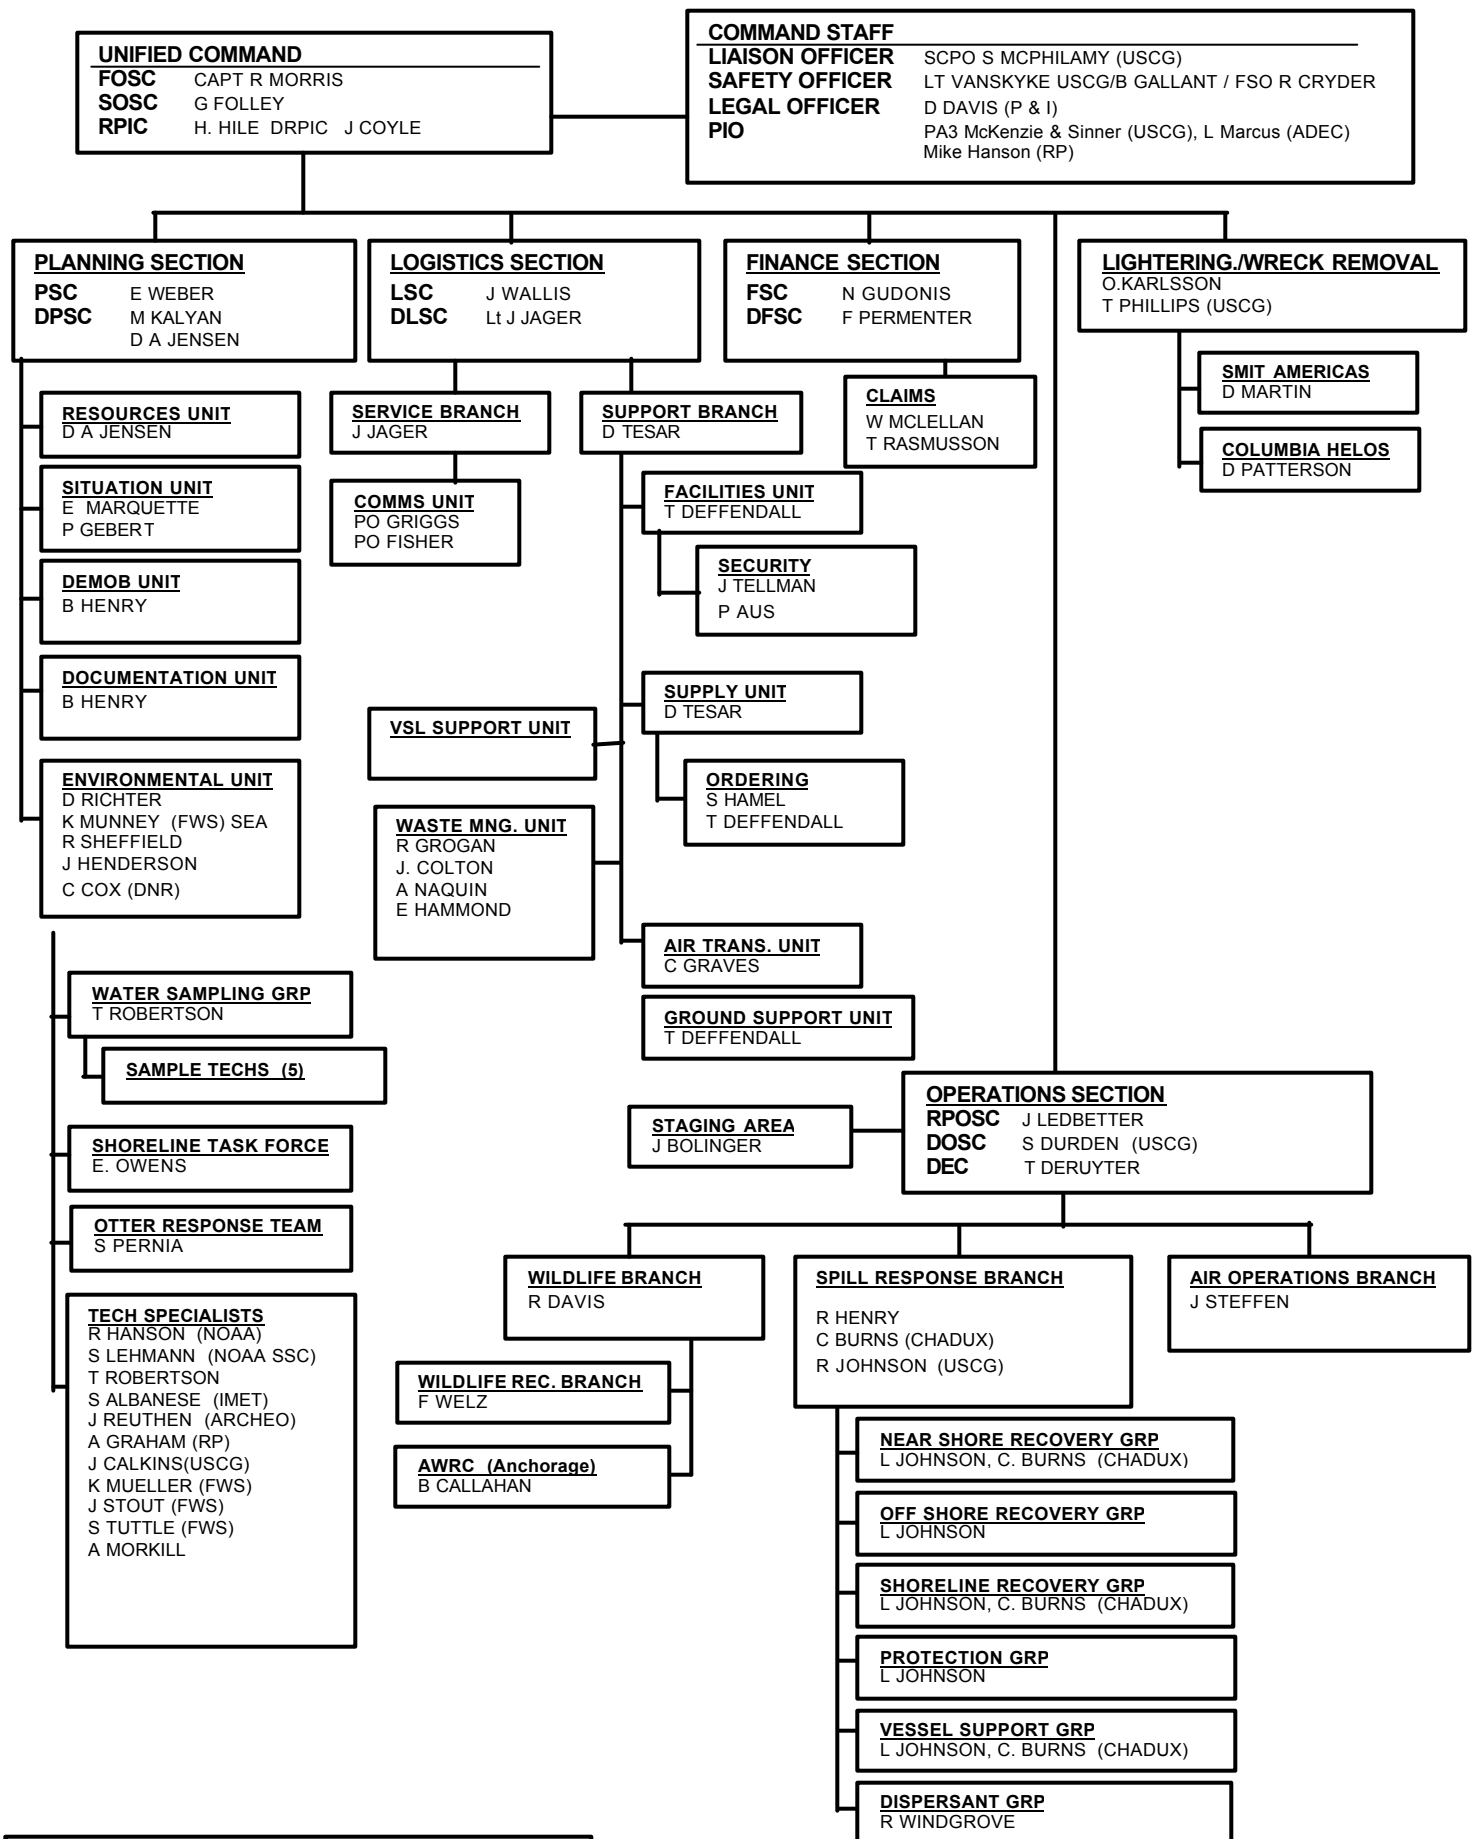 UNIFIED COMMAND
FOSC CAPT R MORRIS
SOSC G FOLLEY
RPIC H. HILE DRPIC J COYLE
COMMAND STAFF
LIAISON OFFICER SCPO S MCPHILAMY (USCG)
SAFETY OFFICER LT VANSKYKE USCG/B GALLANT / FSO R CRYDER
LEGAL OFFICER D DAVIS (P & I)
PIO PA3 McKenzie & Sinner (USCG), L Marcus (ADEC)
Mike Hanson (RP)
PLANNING SECTION
PSC E WEBER
DPSC M KALYAN
D A JENSEN
LOGISTICS SECTION
LSC J WALLIS
DLSC Lt J JAGER
FINANCE SECTION
FSC N GUDONIS
DFSC F PERMENTER
LIGHTERING./WRECK REMOVAL
O.KARLSSON
T PHILLIPS (USCG)
RESOURCES UNIT
D A JENSEN
SITUATION UNIT
E MARQUETTE
P GEBERT
DEMOB UNIT
B HENRY
DOCUMENTATION UNIT
B HENRY
ENVIRONMENTAL UNIT
D RICHTER
K MUNNEY (FWS) SEA
R SHEFFIELD
J HENDERSON
C COX (DNR)
WATER SAMPLING GRP
T ROBERTSON
SAMPLE TECHS (5)
SHORELINE TASK FORCE
E. OWENS
OTTER RESPONSE TEAM
S PERNIA
TECH SPECIALISTS
R HANSON (NOAA)
S LEHMANN (NOAA SSC)
T ROBERTSON
S ALBANESE (IMET)
J REUTHEN (ARCHEO)
A GRAHAM (RP)
J CALKINS(USCG)
K MUELLER (FWS)
J STOUT (FWS)
S TUTTLE (FWS)
A MORKILL
SERVICE BRANCH
J JAGER
COMMS UNIT
PO GRIGGS
PO FISHER
SUPPORT BRANCH
D TESAR
FACILITIES UNIT
T DEFFENDALL
SECURITY
J TELLMAN
P AUS
SUPPLY UNIT
D TESAR
VSL SUPPORT UNIT
ORDERING
S HAMEL
T DEFFENDALL
WASTE MNG. UNIT
R GROGAN
J. COLTON
A NAQUIN
E HAMMOND
AIR TRANS. UNIT
C GRAVES
GROUND SUPPORT UNIT
T DEFFENDALL
CLAIMS
W MCLELLAN
T RASMUSSON
SMIT AMERICAS
D MARTIN
COLUMBIA HELOS
D PATTERSON
OPERATIONS SECTION
RPOSC J LEDBETTER
DOSC S DURDEN (USCG)
DEC T DERUYTER
STAGING AREA
J BOLINGER
WILDLIFE BRANCH
R DAVIS
WILDLIFE REC. BRANCH
F WELZ
AWRC (Anchorage)
B CALLAHAN
SPILL RESPONSE BRANCH
R HENRY
C BURNS (CHADUX)
R JOHNSON (USCG)
AIR OPERATIONS BRANCH
J STEFFEN
NEAR SHORE RECOVERY GRP
L JOHNSON, C. BURNS (CHADUX)
OFF SHORE RECOVERY GRP
L JOHNSON
SHORELINE RECOVERY GRP
L JOHNSON, C. BURNS (CHADUX)
PROTECTION GRP
L JOHNSON
VESSEL SUPPORT GRP
L JOHNSON, C. BURNS (CHADUX)
DISPERSANT GRP
R WINDGROVE